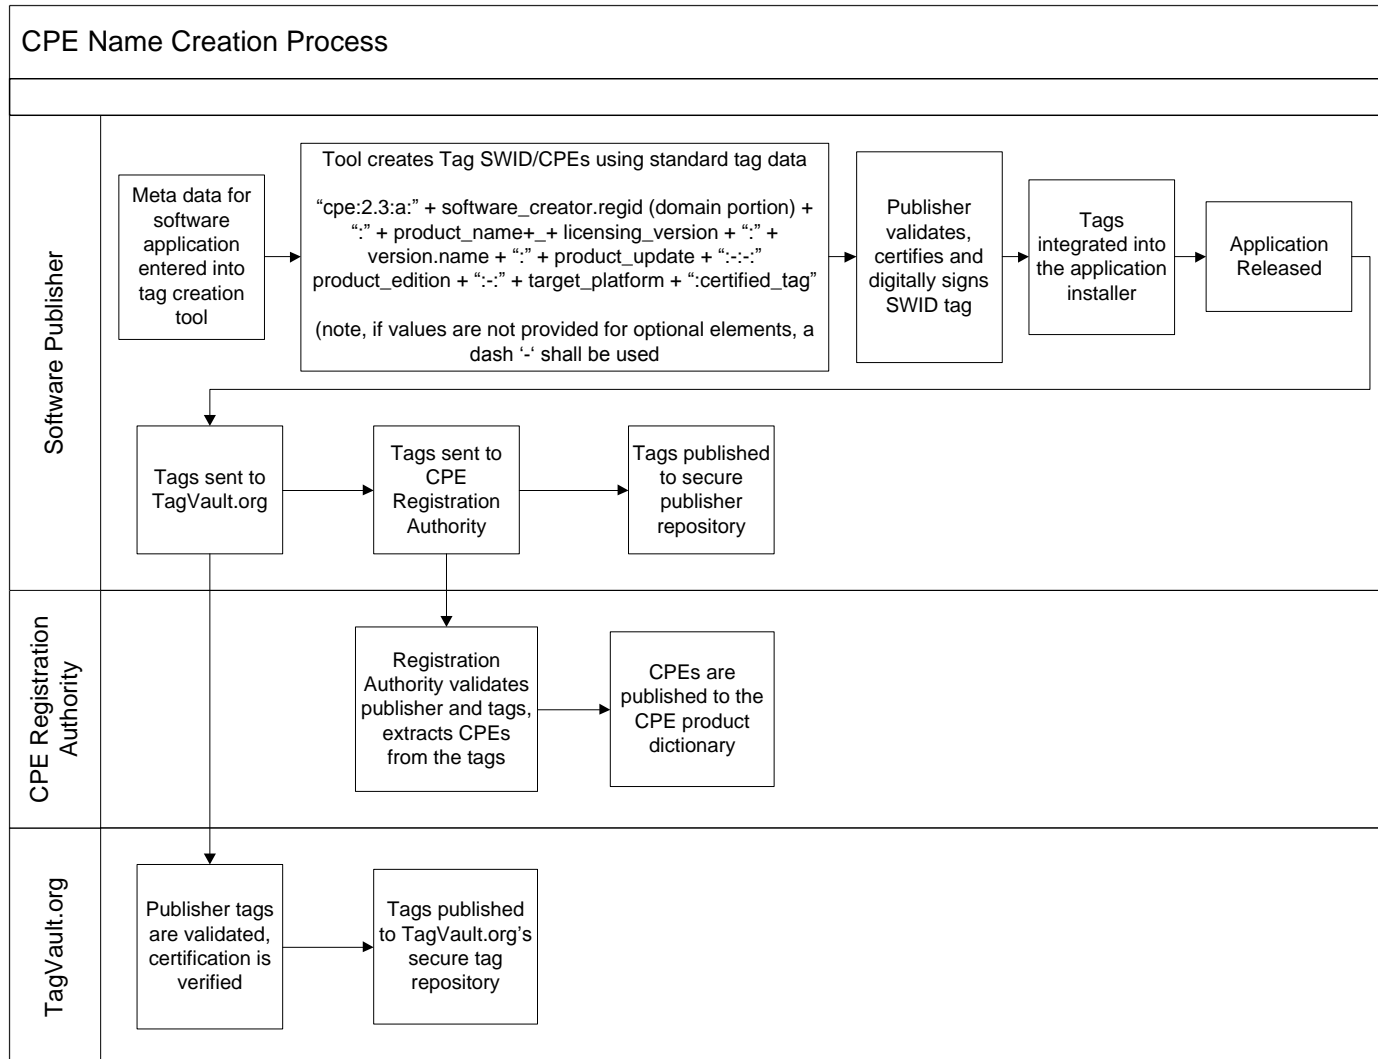 CPE Name Creation Process
Software Publisher
Meta data for
software
application
entered into
tag creation
tool
Tool creates Tag SWID/CPEs using standard tag data
“cpe:2.3:a:” + software_creator.regid (domain portion) +
“:” + product_name+_+ licensing_version + “:” +
version.name + “:” + product_update + “:-:-:”
product_edition + “:-:” + target_platform + “:certified_tag”
(note, if values are not provided for optional elements, a
dash ‘-‘ shall be used
Publisher
validates,
certifies and
digitally signs
SWID tag
Tags
integrated into
the application
installer
Application
Released
Tags sent to
TagVault.org
Tags sent to
CPE
Registration
Authority
Tags published
to secure
publisher
repository
CPE Registration
Authority
Registration
Authority validates
publisher and tags,
extracts CPEs
from the tags
CPEs are
published to the
CPE product
dictionary
TagVault.org
Publisher tags
are validated,
certification is
verified
Tags published
to TagVault.org’s
secure tag
repository